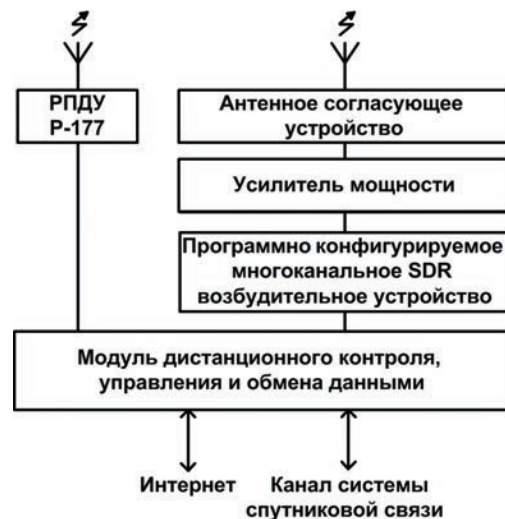 РПДУ
Р-177
Антенное согласующее
устройство
Усилитель мощности
Программно конфигурируемое
многоканальное SDR
возбудительное устройство
Модуль дистанционного контроля,
управления и обмена данными
Интернет
Канал системы
спутниковой связи